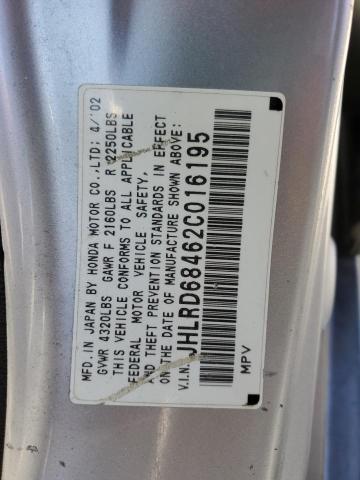 MFD.IN JAPAN BY HONDA MOTOR CO.,LTD; 4/'02
GVWR 4320LBS GAWR F 2160LBS R 2250LBS
THIS VEHICLE CONFORMS TO ALL APPLICABLE
FEDERAL MOTOR VEHICLE SAFETY,
AND THEFT PREVENTION STANDARDS IN EFFECT
ON THE DATE OF MANUFACTURE SHOWN ABOVE:
V.I.N. JHLRD68462C016195
MPV